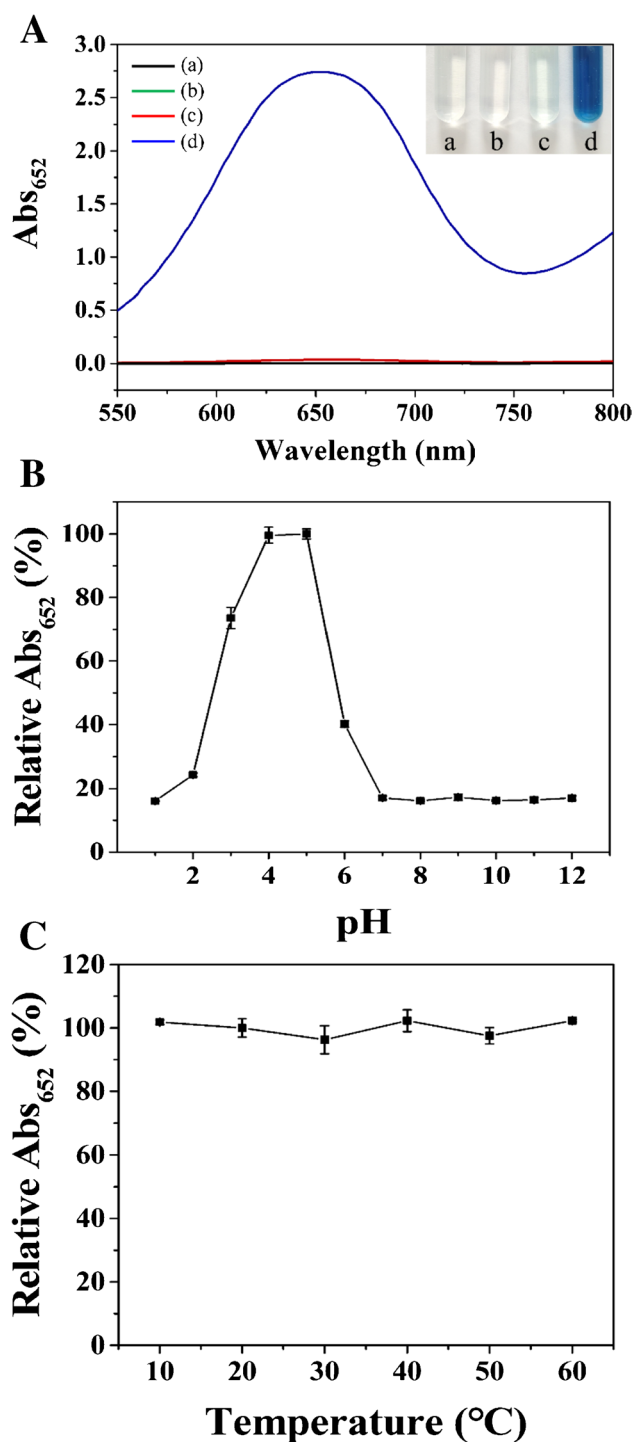 A
3.0
2.5
2.0
1.5
1.0
0.5
0.0
Abs652
(a)
(b)
(c)
(d)
a b c d
550 600 650 700 750 800
Wavelength (nm)
B
100
80
60
40
20
0
Relative Abs652 (%)
2 4 6 8 10 12
pH
C
120
100
80
60
40
20
0
Relative Abs652 (%)
10 20 30 40 50 60
Temperature (°C)